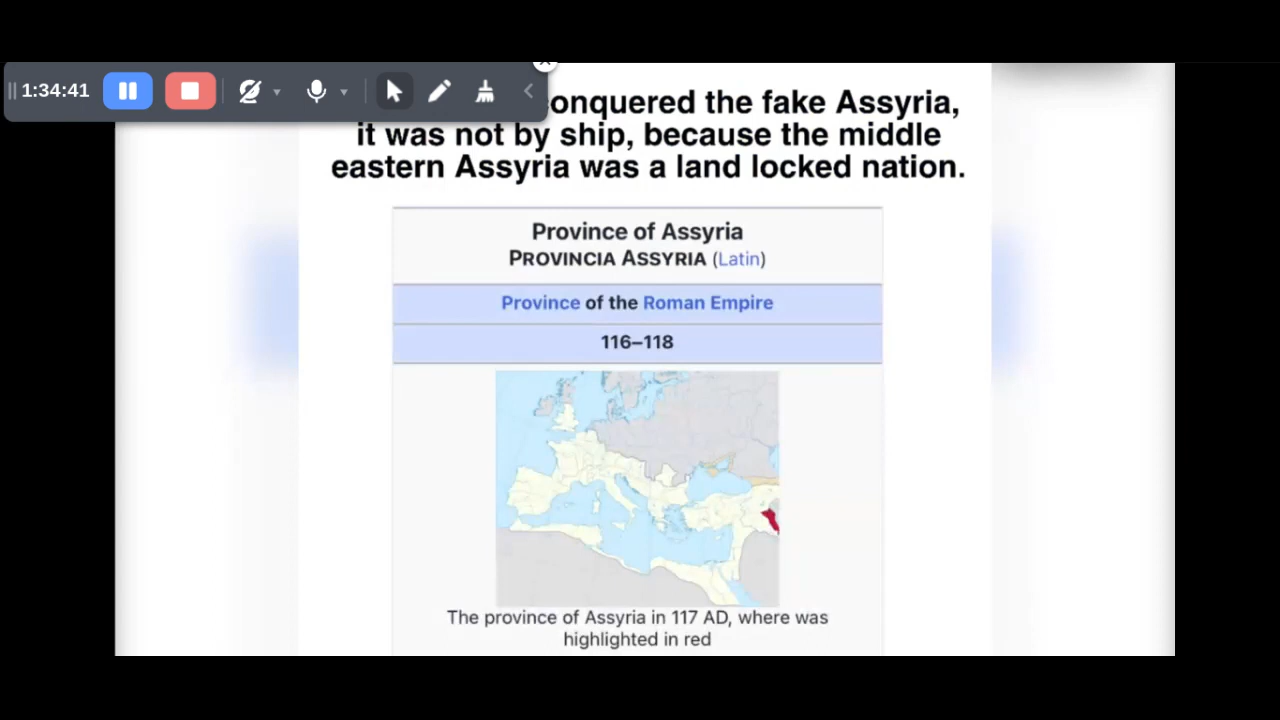 1:34:41
onquered the fake Assyria,
it was not by ship, because the middle
eastern Assyria was a land locked nation.
Province of Assyria
PROVINCIA ASSYRIA (Latin)
Province of the Roman Empire
116–118
The province of Assyria in 117 AD, where was
highlighted in red